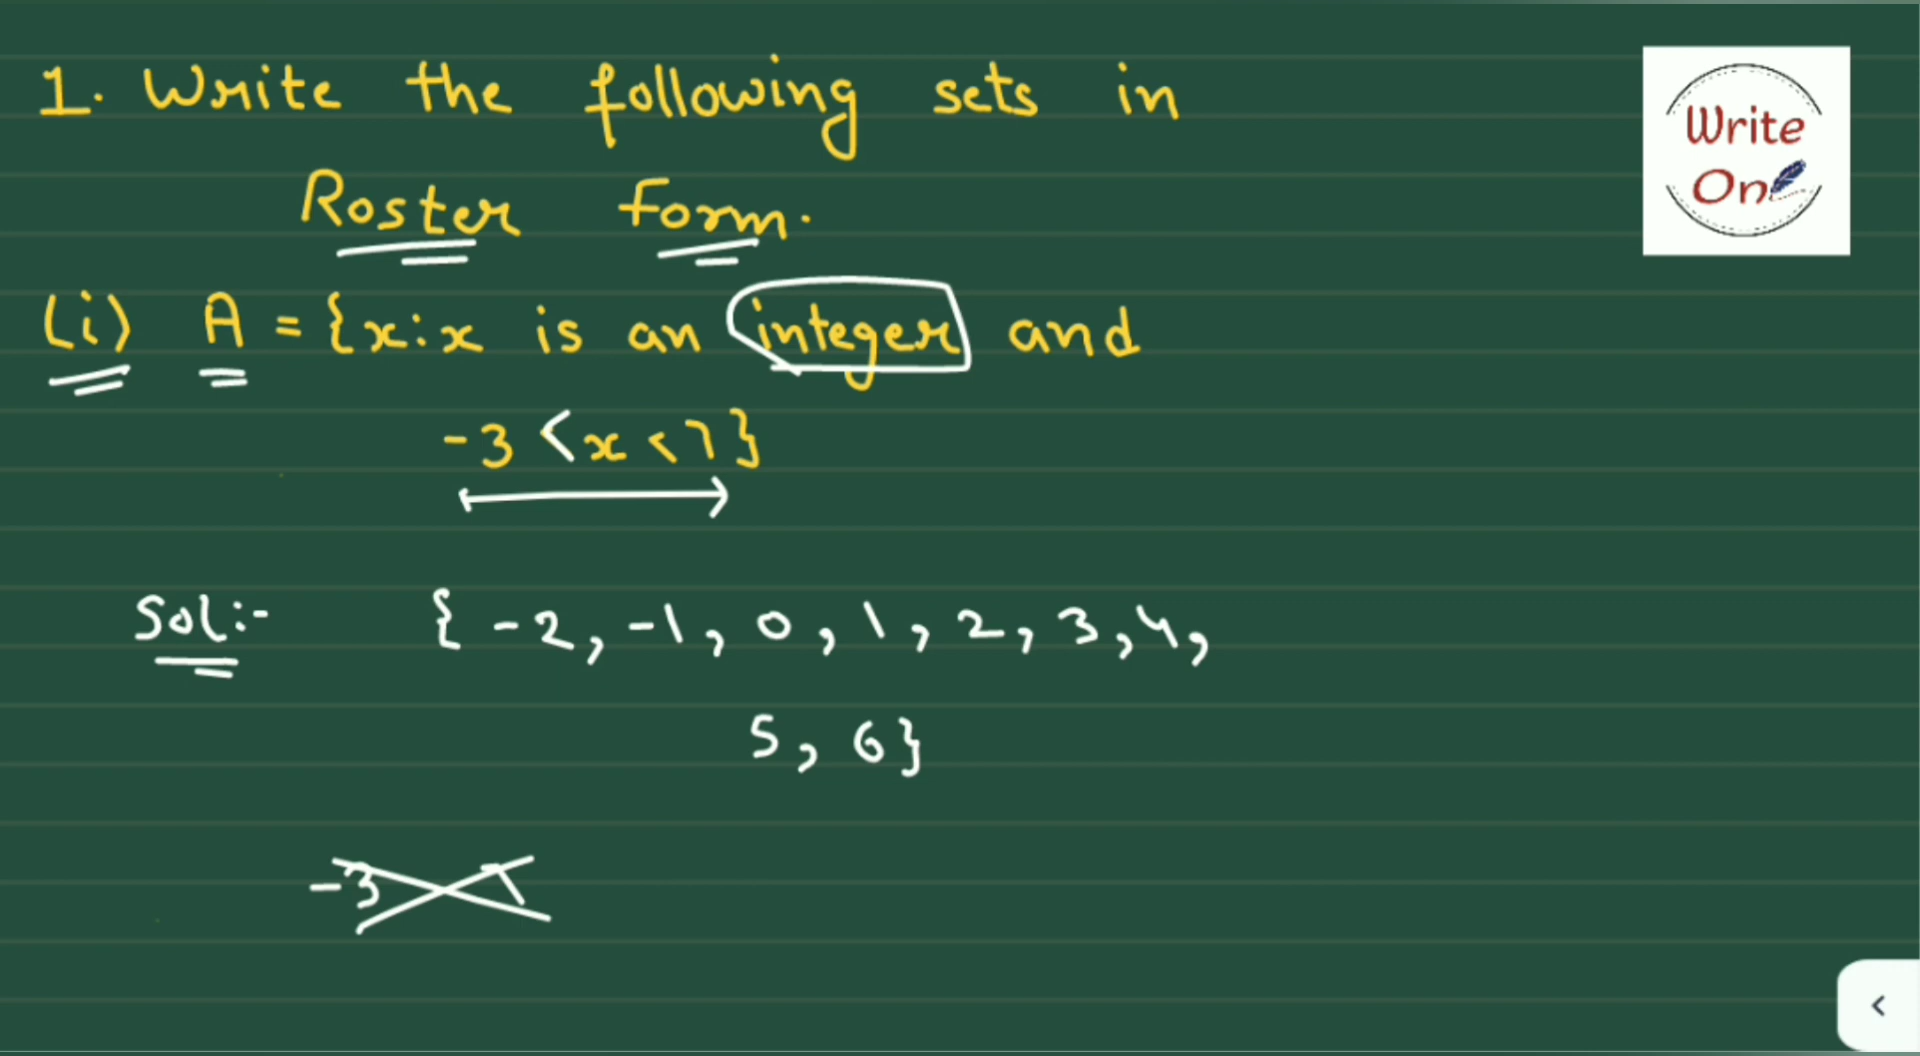 1. Write the following sets in
Roster Form.
(i) A = {x:x is an integer and
-3 < x < 7}
Sol:- { -2, -1, 0, 1, 2, 3, 4,
5, 6}
-3 7
Write
On